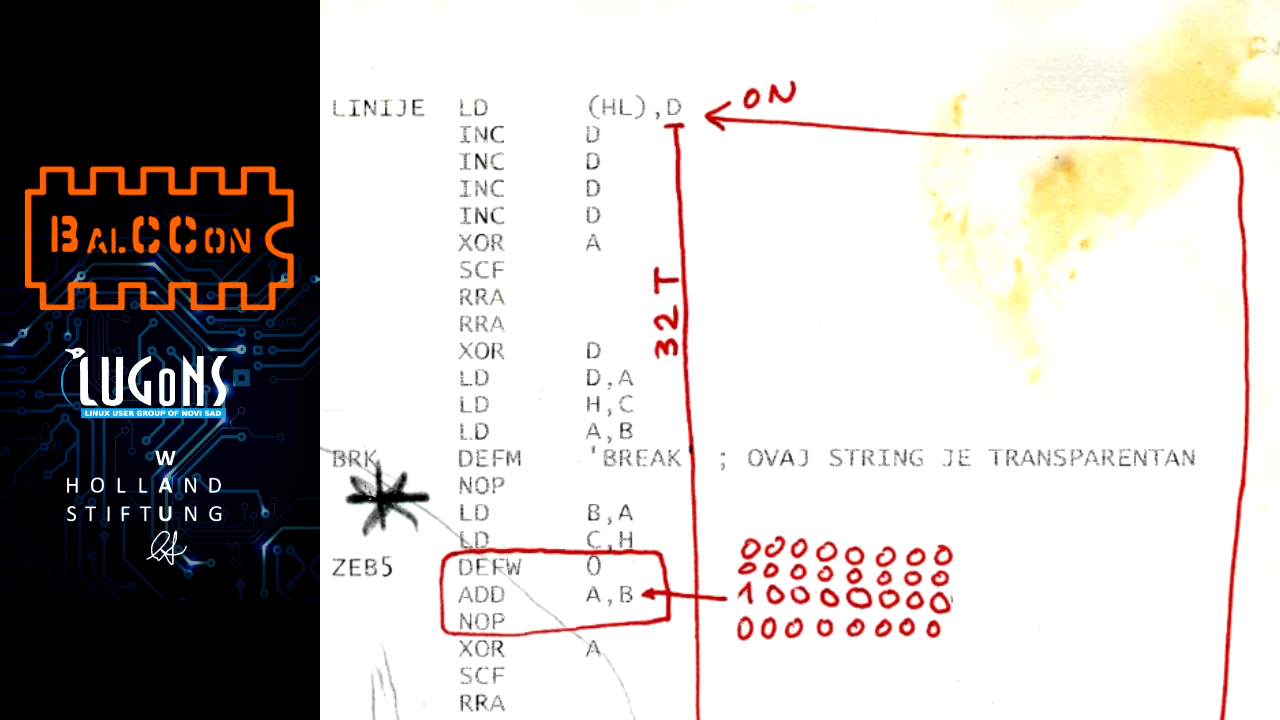 BALCCON
LUGoNS
LINUX USER GROUP OF NOVI SAD
W
HOLLAND
STIFTUNG
ON
LINIJE LD (HL),D
INC D
INC D
INC D
INC D
XOR A
SCF
RRA
RRA
32T
XOR D
LD D,A
LD H,C
LD A,B
BRK DEFM 'BREAK' ; OVAJ STRING JE TRANSPARENTAN
NOP
LD B,A
LD C,H
00000000
ZEB5 DEFW 0
00000000
ADD A,B
10000000
NOP
00000000
XOR A
SCF
RRA